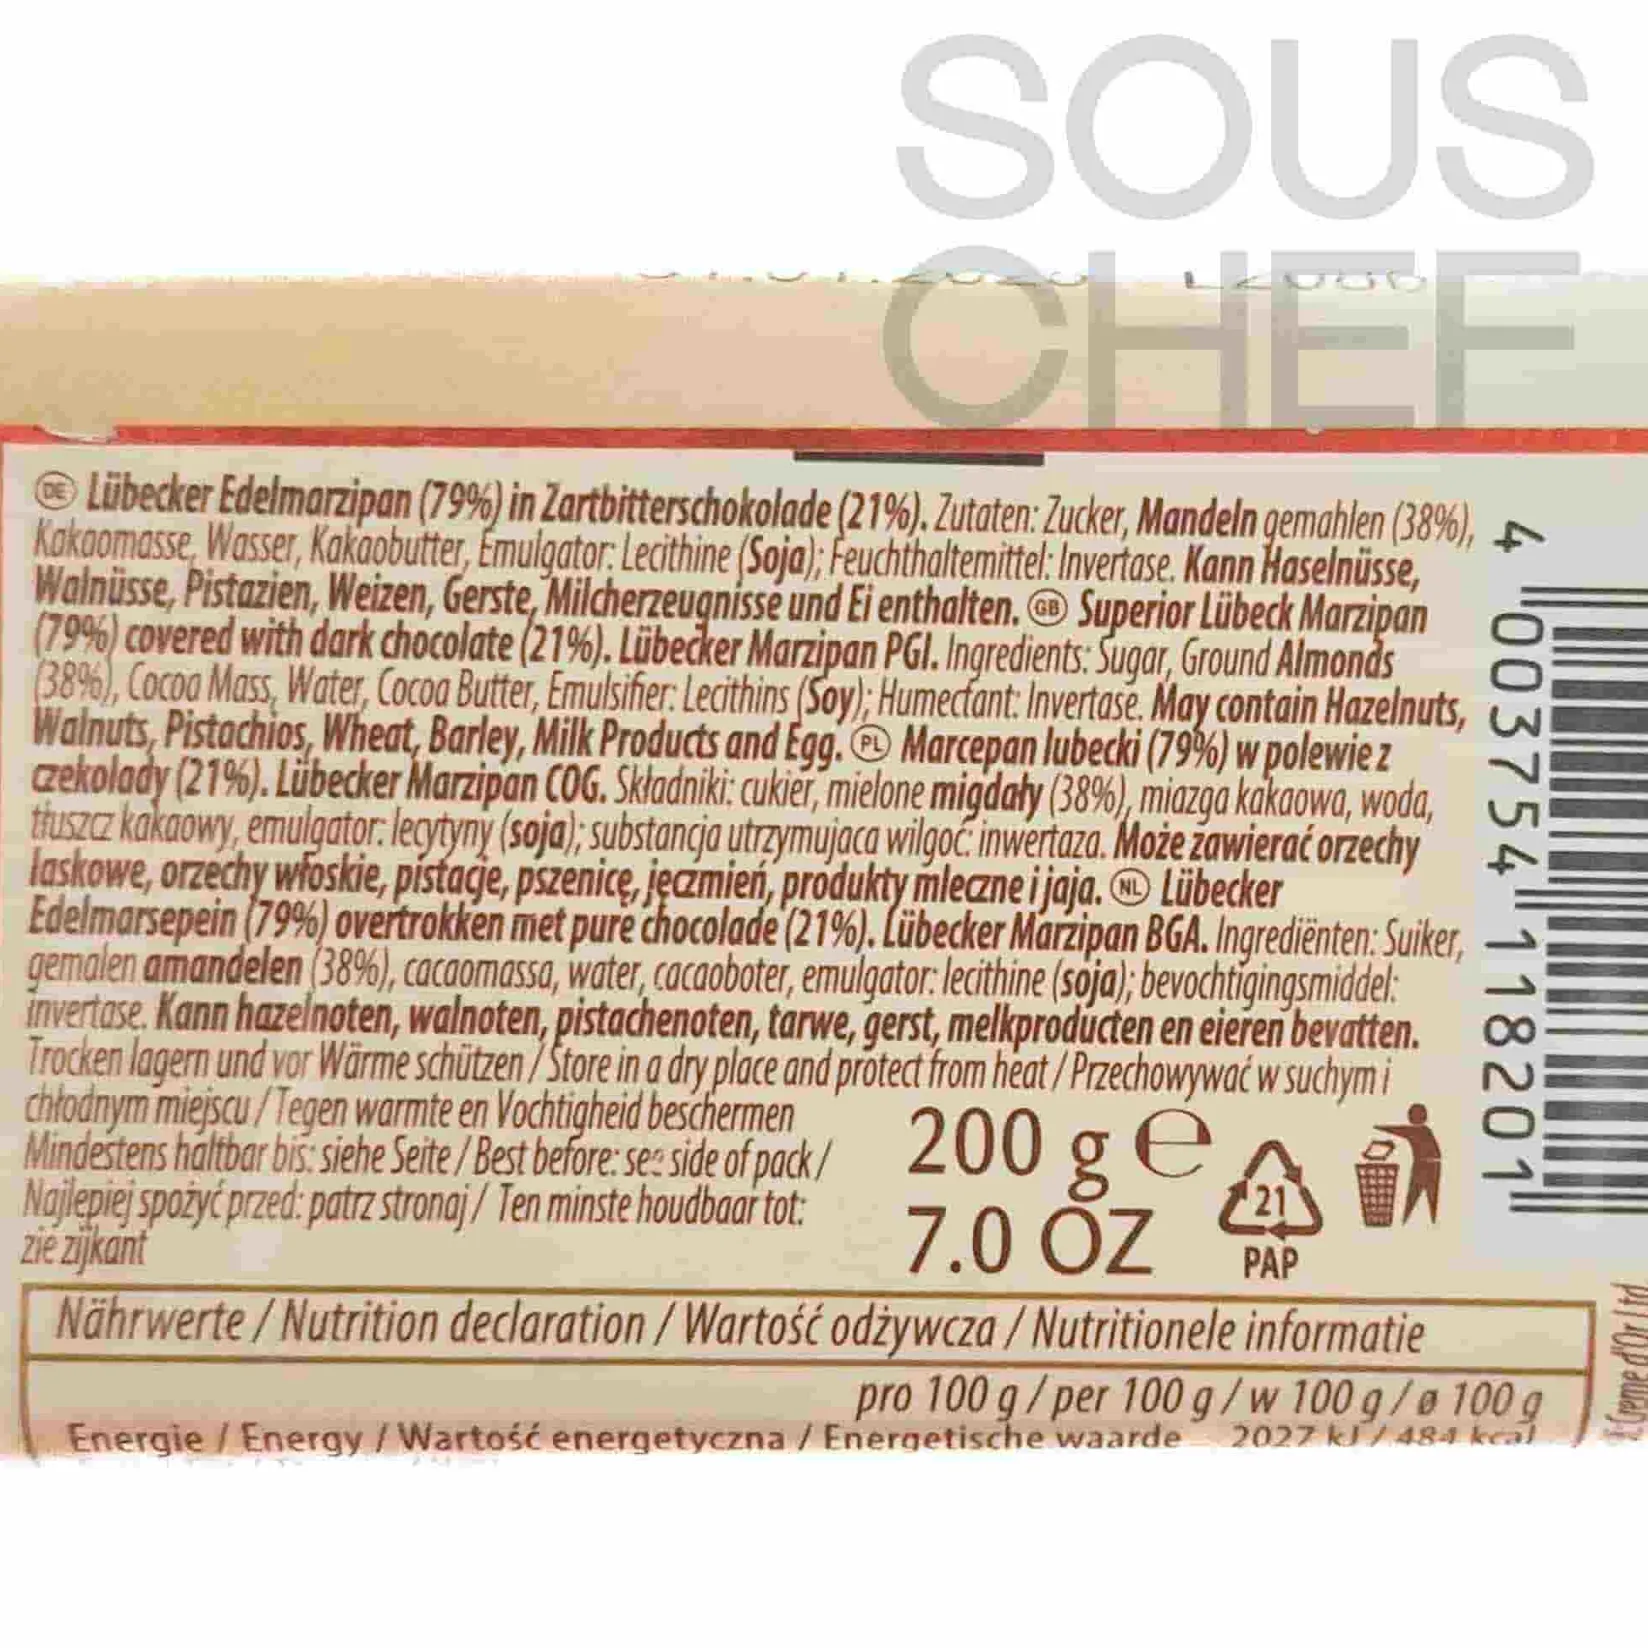 SOUS
CHEF
DE Lübecker Edelmarzipan (79%) in Zartbitterschokolade (21%). Zutaten: Zucker, Mandeln gemahlen (38%),
Kakaomasse, Wasser, Kakaobutter, Emulgator: Lecithine (Soja); Feuchthaltemittel: Invertase. Kann Haselnüsse,
Walnüsse, Pistazien, Weizen, Gerste, Milcherzeugnisse und Ei enthalten. GB Superior Lübeck Marzipan
(79%) covered with dark chocolate (21%). Lübecker Marzipan PGI. Ingredients: Sugar, Ground Almonds
(38%), Cocoa Mass, Water, Cocoa Butter, Emulsifier: Lecithins (Soy); Humectant: Invertase. May contain Hazelnuts,
Walnuts, Pistachios, Wheat, Barley, Milk Products and Egg. PL Marcepan lubecki (79%) w polewie z
czekolady (21%). Lübecker Marzipan COG. Składniki: cukier, mielone migdały (38%), miazga kakaowa, woda,
tłuszcz kakaowy, emulgator: lecytyny (soja); substancja utrzymujaca wilgoć: inwertaza. Może zawierać orzechy
laskowe, orzechy włoskie, pistacje, pszenicę, jęczmień, produkty mleczne i jaja. NL Lübecker
Edelmarsepein (79%) overtrokken met pure chocolade (21%). Lübecker Marzipan BGA. Ingrediënten: Suiker,
gemalen amandelen (38%), cacaomassa, water, cacaoboter, emulgator: lecithine (soja); bevochtigingsmiddel:
invertase. Kann hazelnoten, walnoten, pistachenoten, tarwe, gerst, melkproducten en eieren bevatten.
Trocken lagern und vor Wärme schützen / Store in a dry place and protect from heat / Przechowywać w suchym i
chłodnym miejscu / Tegen warmte en Vochtigheid beschermen
Mindestens haltbar bis: siehe Seite / Best before: see side of pack /
Najlepiej spożyć przed: patrz stronaj / Ten minste houdbaar tot:
zie zijkant
200 g e
7.0 OZ
21
PAP
4 003754 118201
Nährwerte / Nutrition declaration / Wartość odżywcza / Nutritionele informatie
pro 100 g / per 100 g / w 100 g / ø 100 g
Energie / Energy / Wartość energetyczna / Energetische waarde 2027 kJ / 484 kcal
Creme d'Or Ltd